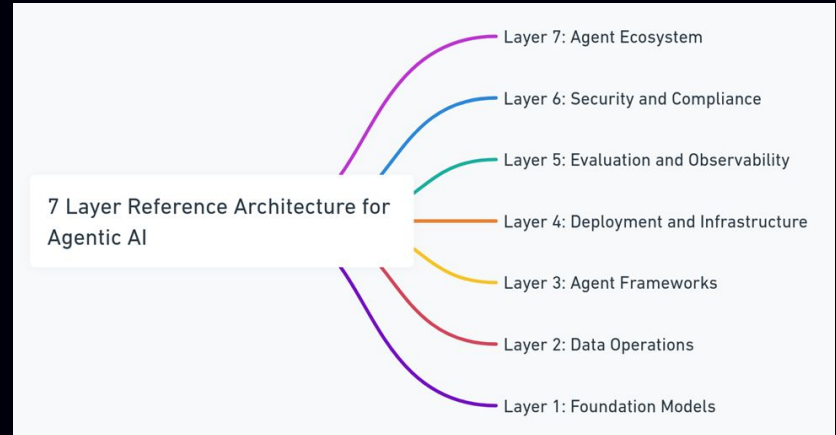 7 Layer Reference Architecture for
Agentic AI
Layer 7: Agent Ecosystem
Layer 6: Security and Compliance
Layer 5: Evaluation and Observability
Layer 4: Deployment and Infrastructure
Layer 3: Agent Frameworks
Layer 2: Data Operations
Layer 1: Foundation Models